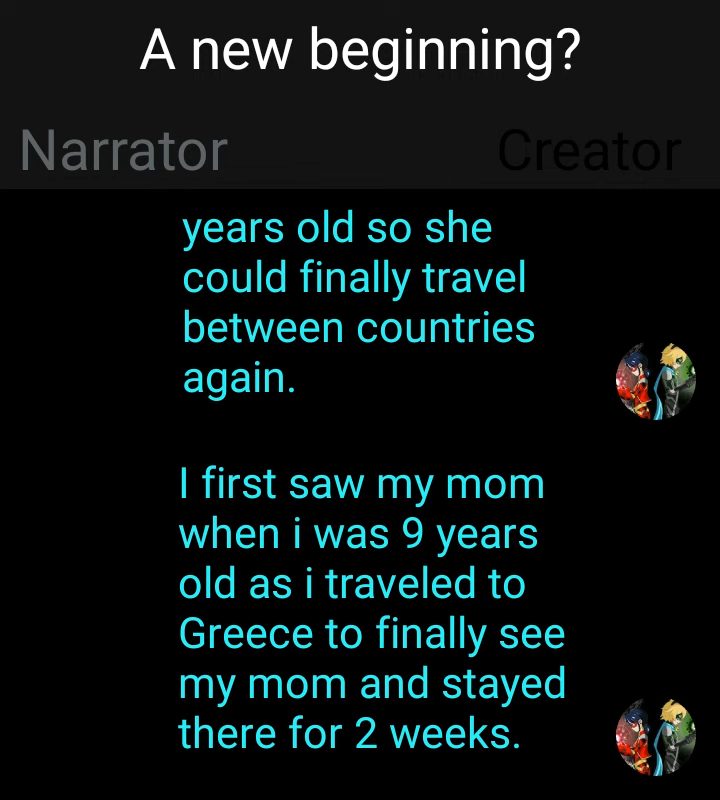 A new beginning?
Narrator
Creator
years old so she
could finally travel
between countries
again.
I first saw my mom
when i was 9 years
old as i traveled to
Greece to finally see
my mom and stayed
there for 2 weeks.